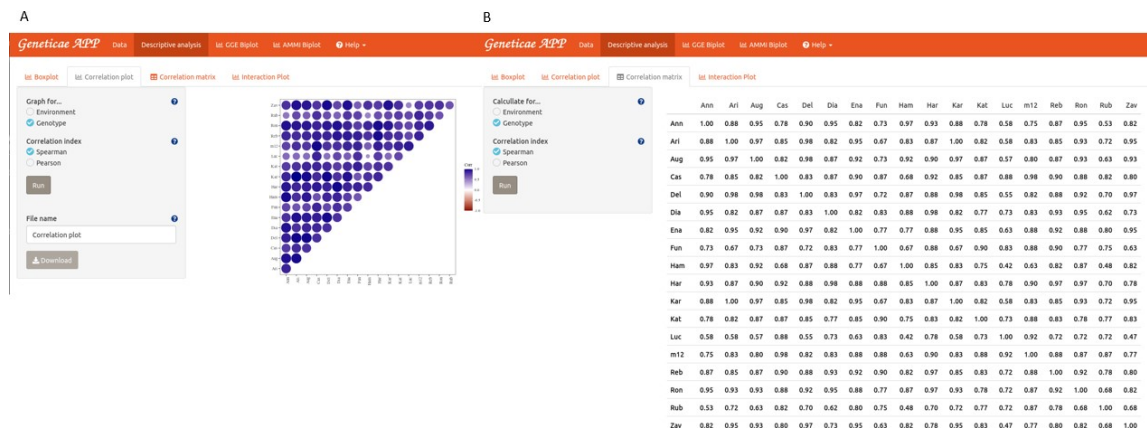 A
Geneticae APP Data Descriptive analysis GGE Biplot AMMI Biplot Help
Boxplot Correlation plot Correlation matrix Interaction Plot
Graph for...
Environment
Genotype
Correlation index
Spearman
Pearson
Run
File name
Correlation plot
Download
B
Geneticae APP Data Descriptive analysis GGE Biplot AMMI Biplot Help
Boxplot Correlation plot Correlation matrix Interaction Plot
Calcullate for...
Environment
Genotype
Correlation index
Spearman
Pearson
Run
Ann Ari Aug Cas Del Dia Ena Fun Ham Har Kar Kat Luc m12 Reb Ron Rub Zav
Ann 1.00 0.88 0.95 0.78 0.90 0.95 0.82 0.73 0.97 0.93 0.88 0.78 0.58 0.75 0.87 0.95 0.53 0.82
Ari 0.88 1.00 0.97 0.85 0.98 0.82 0.95 0.67 0.83 0.87 1.00 0.82 0.58 0.83 0.85 0.93 0.72 0.95
Aug 0.95 0.97 1.00 0.82 0.98 0.87 0.92 0.73 0.92 0.90 0.97 0.87 0.57 0.80 0.87 0.93 0.63 0.93
Cas 0.78 0.85 0.82 1.00 0.83 0.87 0.90 0.87 0.68 0.92 0.85 0.87 0.88 0.98 0.90 0.88 0.82 0.80
Del 0.90 0.98 0.98 0.83 1.00 0.83 0.97 0.72 0.87 0.88 0.98 0.85 0.55 0.82 0.88 0.92 0.70 0.97
Dia 0.95 0.82 0.87 0.87 0.83 1.00 0.82 0.83 0.88 0.98 0.82 0.77 0.73 0.83 0.93 0.95 0.62 0.73
Ena 0.82 0.95 0.92 0.90 0.97 0.82 1.00 0.77 0.77 0.88 0.95 0.85 0.63 0.88 0.92 0.88 0.80 0.95
Fun 0.73 0.67 0.73 0.87 0.72 0.83 0.77 1.00 0.67 0.88 0.67 0.90 0.83 0.88 0.90 0.77 0.75 0.63
Ham 0.97 0.83 0.92 0.68 0.87 0.88 0.77 0.67 1.00 0.85 0.83 0.75 0.42 0.63 0.82 0.87 0.48 0.82
Har 0.93 0.87 0.90 0.92 0.88 0.98 0.88 0.88 0.85 1.00 0.87 0.83 0.78 0.90 0.97 0.97 0.70 0.78
Kar 0.88 1.00 0.97 0.85 0.98 0.82 0.95 0.67 0.83 0.87 1.00 0.82 0.58 0.83 0.85 0.93 0.72 0.95
Kat 0.78 0.82 0.87 0.87 0.85 0.77 0.85 0.90 0.75 0.83 0.82 1.00 0.73 0.88 0.83 0.78 0.77 0.83
Luc 0.58 0.58 0.57 0.88 0.55 0.73 0.63 0.83 0.42 0.78 0.58 0.73 1.00 0.92 0.72 0.72 0.72 0.47
m12 0.75 0.83 0.80 0.98 0.82 0.83 0.88 0.88 0.63 0.90 0.83 0.88 0.92 1.00 0.88 0.87 0.87 0.77
Reb 0.87 0.85 0.87 0.90 0.88 0.93 0.92 0.90 0.82 0.97 0.85 0.83 0.72 0.88 1.00 0.92 0.78 0.80
Ron 0.95 0.93 0.93 0.88 0.92 0.95 0.88 0.77 0.87 0.97 0.93 0.78 0.72 0.87 0.92 1.00 0.68 0.82
Rub 0.53 0.72 0.63 0.82 0.70 0.62 0.80 0.75 0.48 0.70 0.72 0.77 0.72 0.87 0.78 0.68 1.00 0.68
Zav 0.82 0.95 0.93 0.80 0.97 0.73 0.95 0.63 0.82 0.78 0.95 0.83 0.47 0.77 0.80 0.82 0.68 1.00